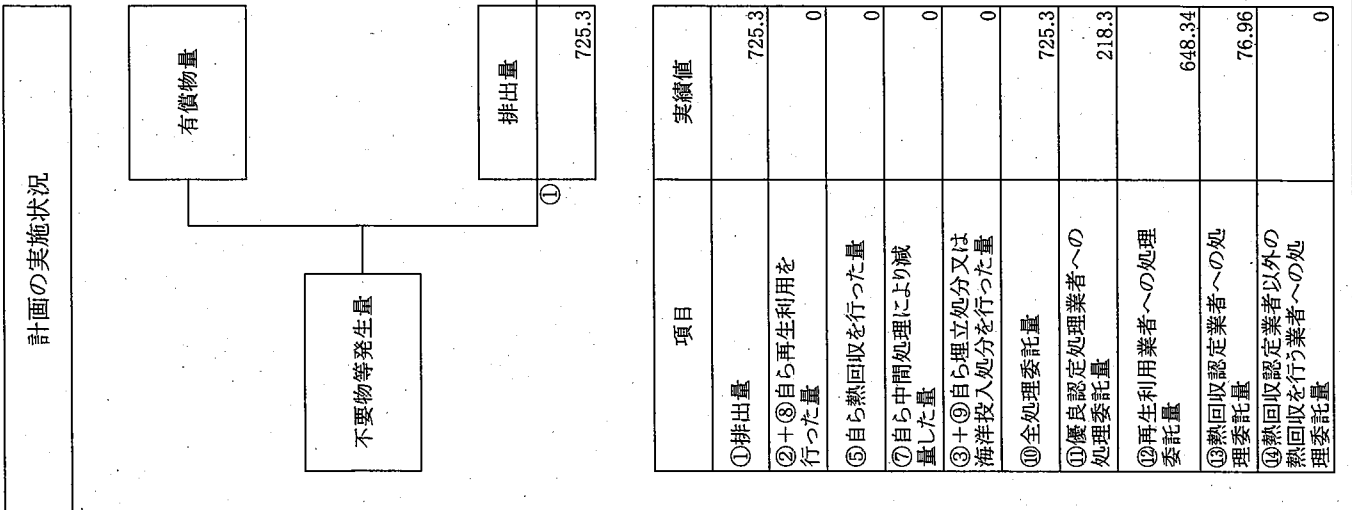 計画の実施状況
有償物量
不要物等発生量
排出量
①
725.3
項目
実績値
①排出量
725.3
②+⑧自ら再生利用を
行った量
0
⑤自ら熱回収を行った量
0
⑦自ら中間処理により減
量した量
0
③+⑨自ら埋立処分又は
海洋投入処分を行った量
0
⑩全処理委託量
725.3
⑪優良認定処理業者への
処理委託量
218.3
⑫再生利用業者への処理
委託量
648.34
⑬熱回収認定業者への処
理委託量
76.96
⑭熱回収認定業者以外の
熱回収を行う業者への処
理委託量
0